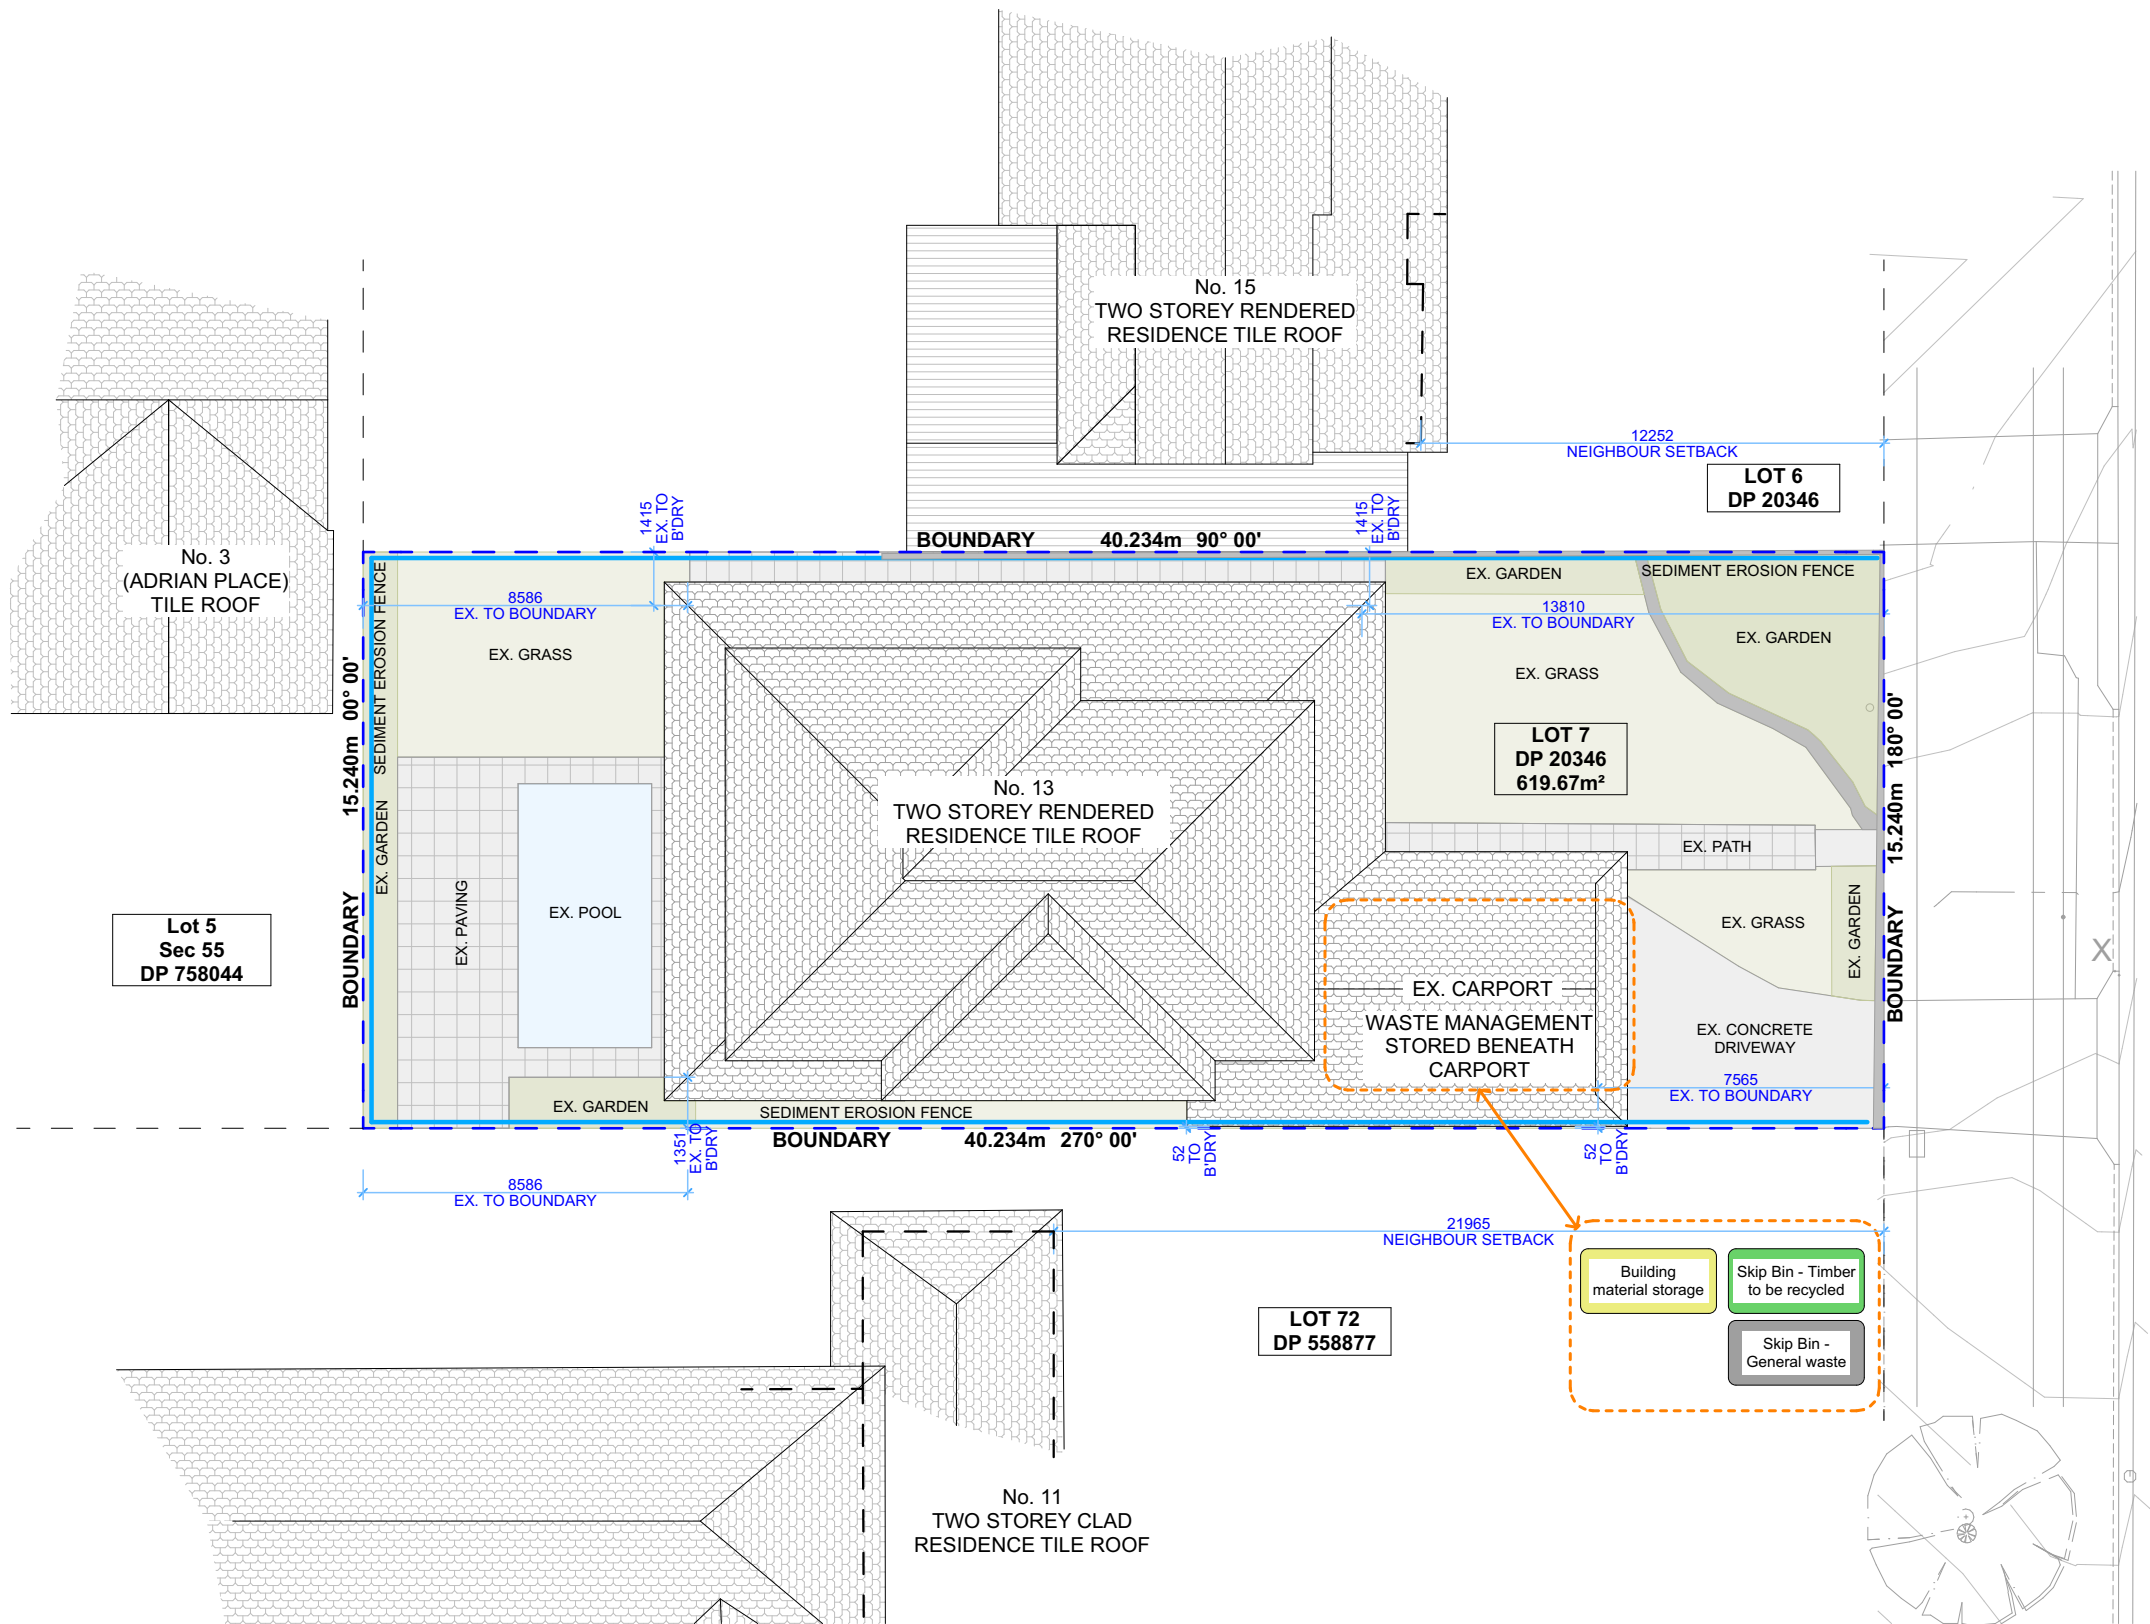 No. 15
TWO STOREY RENDERED
RESIDENCE TILE ROOF
12252
NEIGHBOUR SETBACK
LOT 6
DP 20346
1415
EX. TO
B'DRY
1415
EX. TO
B'DRY
BOUNDARY 40.234m 90° 00'
No. 3
(ADRIAN PLACE)
TILE ROOF
SEDIMENT EROSION FENCE
8586
EX. TO BOUNDARY
EX. GRASS
EX. GARDEN
SEDIMENT EROSION FENCE
13810
EX. TO BOUNDARY
EX. GARDEN
EX. GRASS
LOT 7
DP 20346
619.67m²
BOUNDARY 15.240m 00° 00'
BOUNDARY 15.240m 180° 00'
No. 13
TWO STOREY RENDERED
RESIDENCE TILE ROOF
EX. GARDEN
EX. PAVING
EX. POOL
EX. PATH
EX. GRASS
EX. GARDEN
Lot 5
Sec 55
DP 758044
X
EX. CARPORT
WASTE MANAGEMENT
STORED BENEATH
CARPORT
EX. CONCRETE
DRIVEWAY
7565
EX. TO BOUNDARY
EX. GARDEN
SEDIMENT EROSION FENCE
BOUNDARY 40.234m 270° 00'
1351
EX. TO
B'DRY
52
TO
B'DRY
52
TO
B'DRY
8586
EX. TO BOUNDARY
21965
NEIGHBOUR SETBACK
Building
material storage
Skip Bin - Timber
to be recycled
Skip Bin -
General waste
LOT 72
DP 558877
No. 11
TWO STOREY CLAD
RESIDENCE TILE ROOF